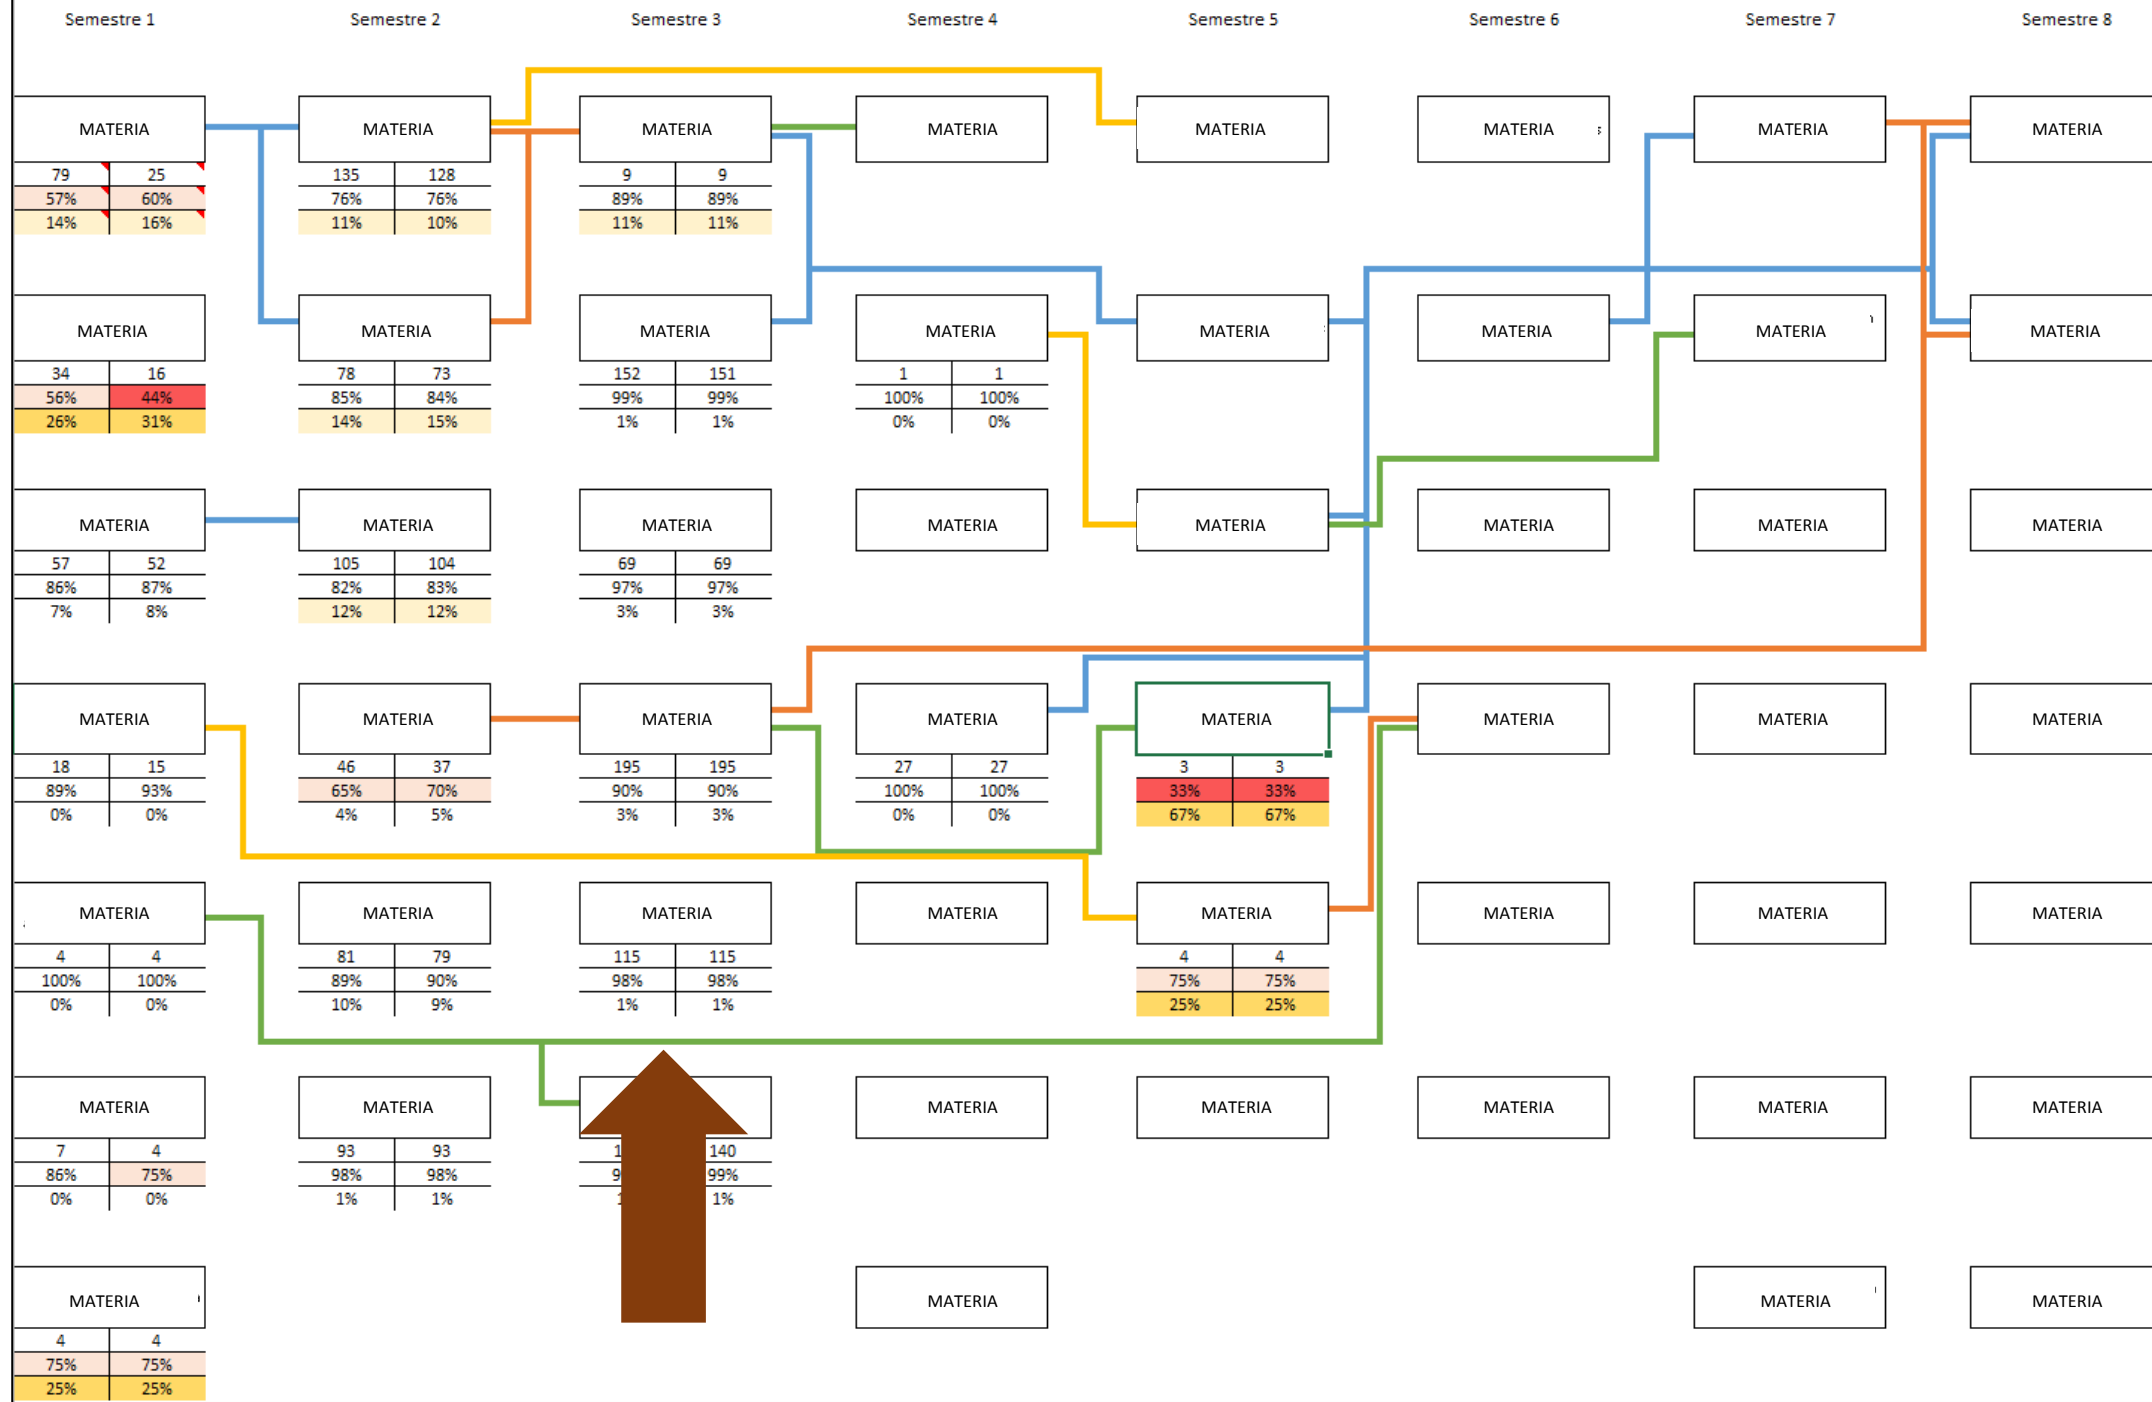 Semestre 1 Semestre 2 Semestre 3 Semestre 4 Semestre 5 Semestre 6 Semestre 7 Semestre 8
MATERIA MATERIA MATERIA MATERIA MATERIA MATERIA MATERIA MATERIA
79 25 135 128 9 9
57% 60% 76% 76% 89% 89%
14% 16% 11% 10% 11% 11%
MATERIA MATERIA MATERIA MATERIA MATERIA MATERIA MATERIA MATERIA
34 16 78 73 152 151 1 1
56% 44% 85% 84% 99% 99% 100% 100%
26% 31% 14% 15% 1% 1% 0% 0%
MATERIA MATERIA MATERIA MATERIA MATERIA MATERIA MATERIA MATERIA
57 52 105 104 69 69
86% 87% 82% 83% 97% 97%
7% 8% 12% 12% 3% 3%
MATERIA MATERIA MATERIA MATERIA MATERIA MATERIA MATERIA MATERIA
18 15 46 37 195 195 27 27 3 3
89% 93% 65% 70% 90% 90% 100% 100% 33% 33%
0% 0% 4% 5% 3% 3% 0% 0% 67% 67%
MATERIA MATERIA MATERIA MATERIA MATERIA MATERIA MATERIA MATERIA
4 4 81 79 115 115 4 4
100% 100% 89% 90% 98% 98% 75% 75%
0% 0% 10% 9% 1% 1% 25% 25%
MATERIA MATERIA MATERIA MATERIA MATERIA MATERIA MATERIA
7 4 93 93 140
86% 75% 98% 98% 99%
0% 0% 1% 1% 1%
MATERIA MATERIA MATERIA MATERIA
4 4
75% 75%
25% 25%